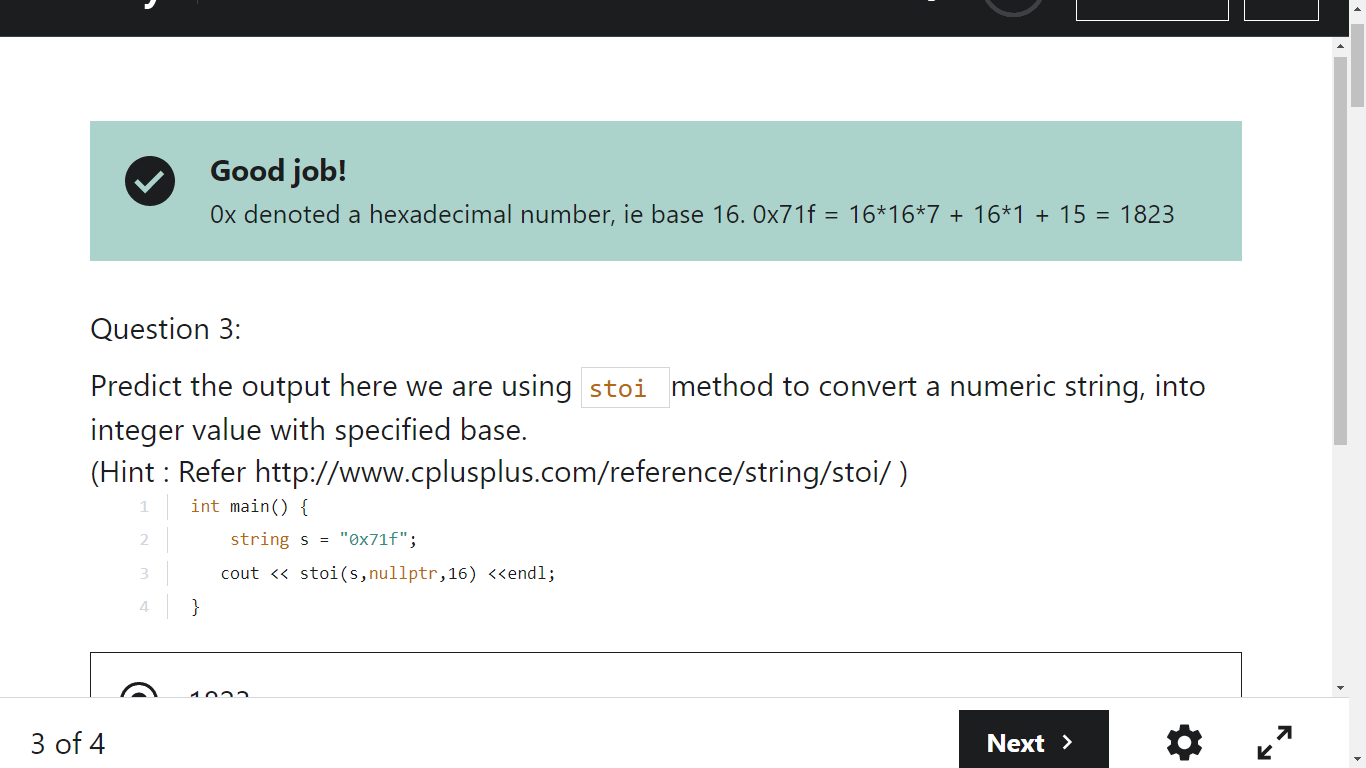 Good job!
0x denoted a hexadecimal number, ie base 16. 0x71f = 16*16*7 + 16*1 + 15 = 1823
Question 3:
Predict the output here we are using stoi method to convert a numeric string, into
integer value with specified base.
(Hint : Refer http://www.cplusplus.com/reference/string/stoi/ )
1 int main() {
2 string s = "0x71f";
3 cout << stoi(s,nullptr,16) <<endl;
4 }
1823
3 of 4
Next